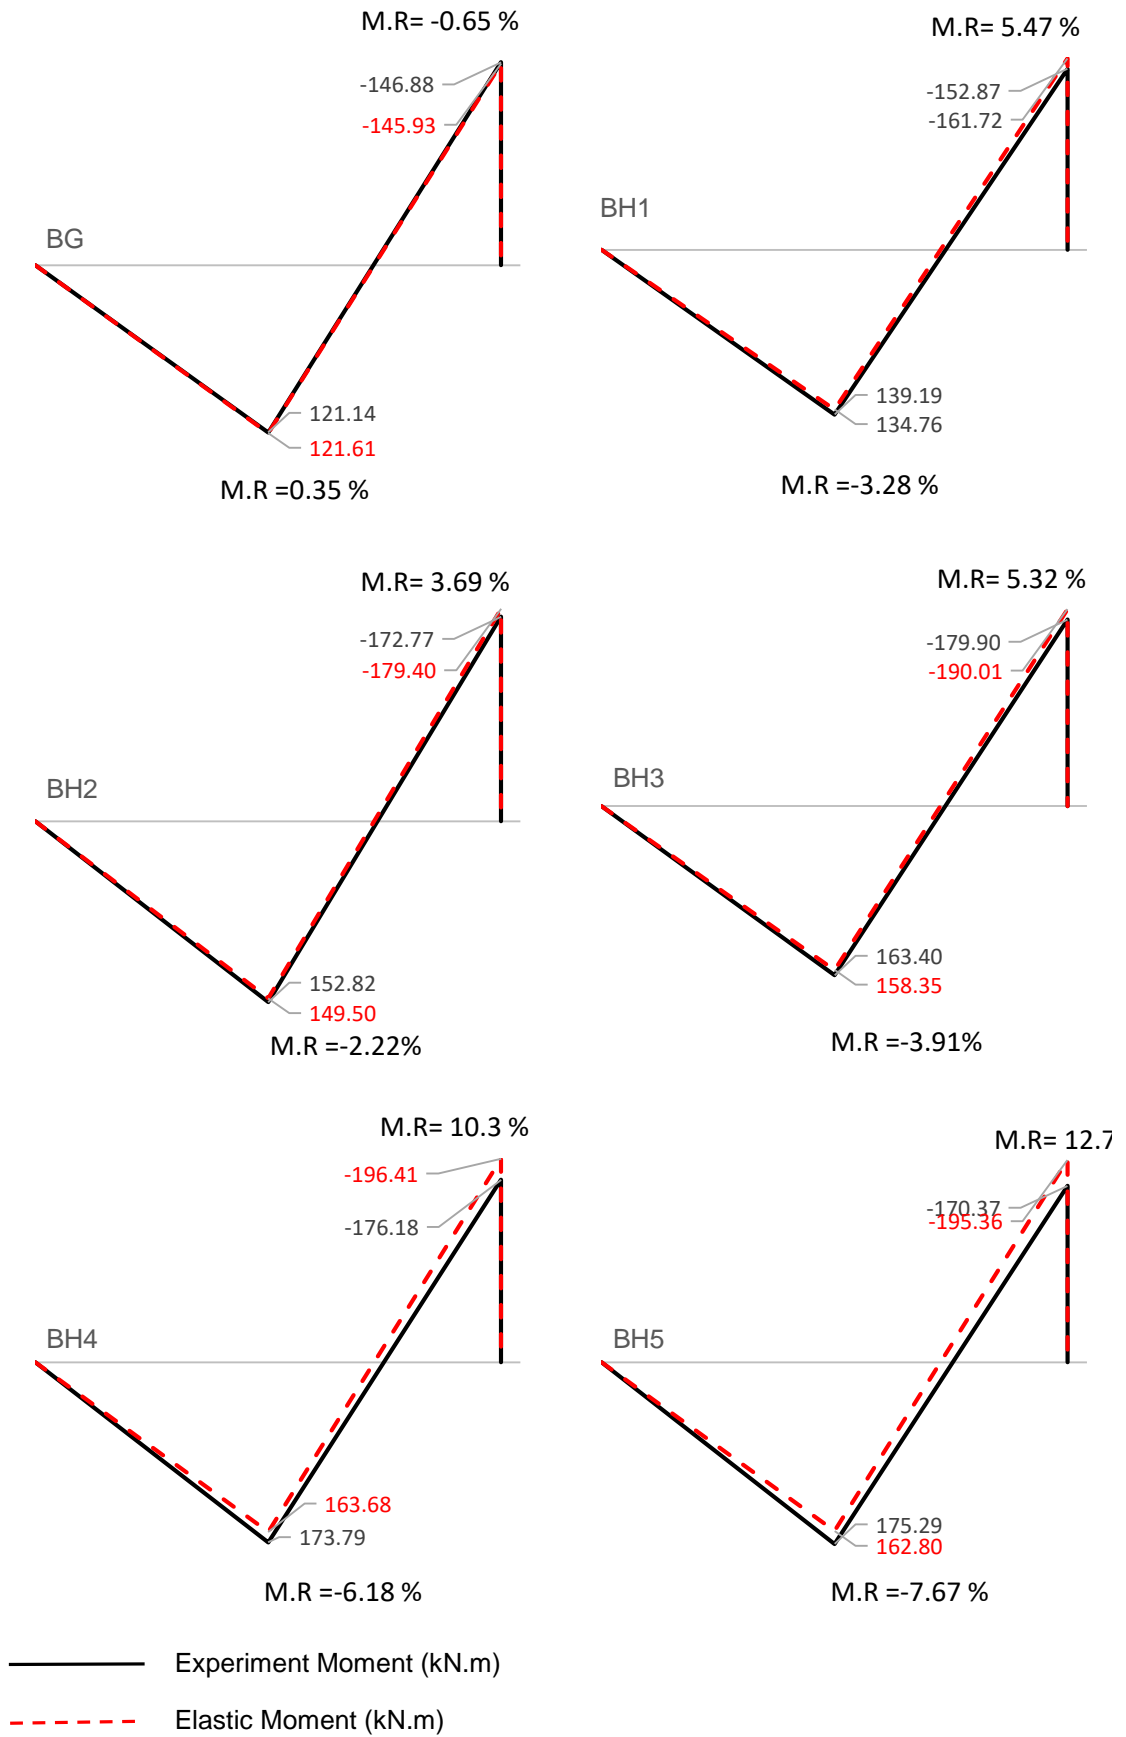 M.R= -0.65 %
-146.88
-145.93
BG
121.14
121.61
M.R =0.35 %
M.R= 5.47 %
-152.87
-161.72
BH1
139.19
134.76
M.R =-3.28 %
M.R= 3.69 %
-172.77
-179.40
BH2
152.82
149.50
M.R =-2.22%
M.R= 5.32 %
-179.90
-190.01
BH3
163.40
158.35
M.R =-3.91%
M.R= 10.3 %
-196.41
-176.18
BH4
163.68
173.79
M.R =-6.18 %
M.R= 12.7
-170.37
-195.36
BH5
175.29
162.80
M.R =-7.67 %
Experiment Moment (kN.m)
Elastic Moment (kN.m)